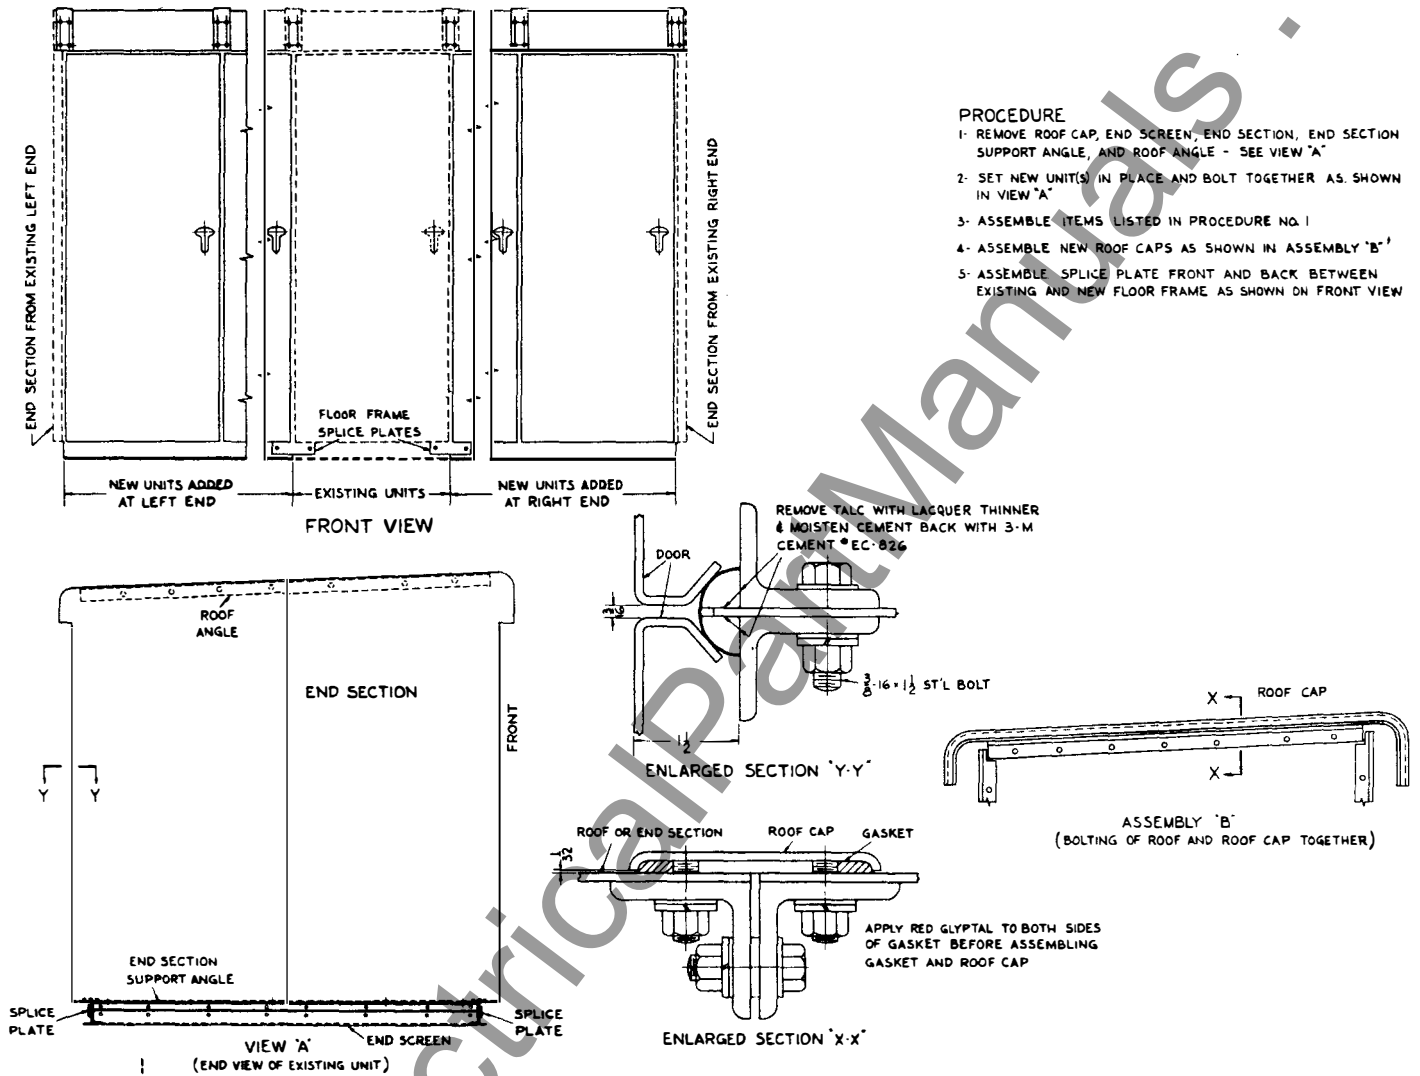 PROCEDURE
1- REMOVE ROOF CAP, END SCREEN, END SECTION, END SECTION
SUPPORT ANGLE, AND ROOF ANGLE - SEE VIEW "A"
2- SET NEW UNIT(S) IN PLACE AND BOLT TOGETHER AS SHOWN
IN VIEW "A"
3- ASSEMBLE ITEMS LISTED IN PROCEDURE NO. 1
4- ASSEMBLE NEW ROOF CAPS AS SHOWN IN ASSEMBLY "B"
5- ASSEMBLE SPLICE PLATE FRONT AND BACK BETWEEN
EXISTING AND NEW FLOOR FRAME AS SHOWN ON FRONT VIEW
END SECTION FROM EXISTING LEFT END
END SECTION FROM EXISTING RIGHT END
FLOOR FRAME
SPLICE PLATES
NEW UNITS ADDED
AT LEFT END
EXISTING UNITS
NEW UNITS ADDED
AT RIGHT END
FRONT VIEW
REMOVE TALC WITH LACQUER THINNER
& MOISTEN CEMENT BACK WITH 3-M
CEMENT # EC-826
DOOR
3/16
3/8-16 x 1 1/2 ST'L BOLT
1 1/2
ENLARGED SECTION "Y-Y"
ROOF
ANGLE
END SECTION
FRONT
Y Y
END SECTION
SUPPORT ANGLE
SPLICE
PLATE
SPLICE
PLATE
END SCREEN
VIEW "A"
(END VIEW OF EXISTING UNIT)
X
ROOF CAP
X
ASSEMBLY "B"
(BOLTING OF ROOF AND ROOF CAP TOGETHER)
ROOF OR END SECTION
ROOF CAP
GASKET
1/32
APPLY RED GLYPTAL TO BOTH SIDES
OF GASKET BEFORE ASSEMBLING
GASKET AND ROOF CAP
ENLARGED SECTION "X-X"
ctricalPartManuals .